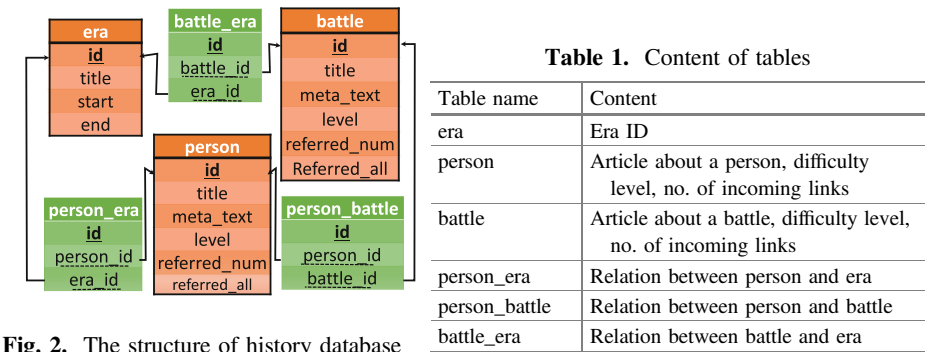 era
id
title
start
end
battle_era
id
battle_id
era_id
battle
id
title
meta_text
level
referred_num
Referred_all
person
id
title
meta_text
level
referred_num
referred_all
person_era
id
person_id
era_id
person_battle
id
person_id
battle_id
Fig. 2. The structure of history database
Table 1. Content of tables
Table name Content
era Era ID
person Article about a person, difficulty
level, no. of incoming links
battle Article about a battle, difficulty level,
no. of incoming links
person_era Relation between person and era
person_battle Relation between person and battle
battle_era Relation between battle and era